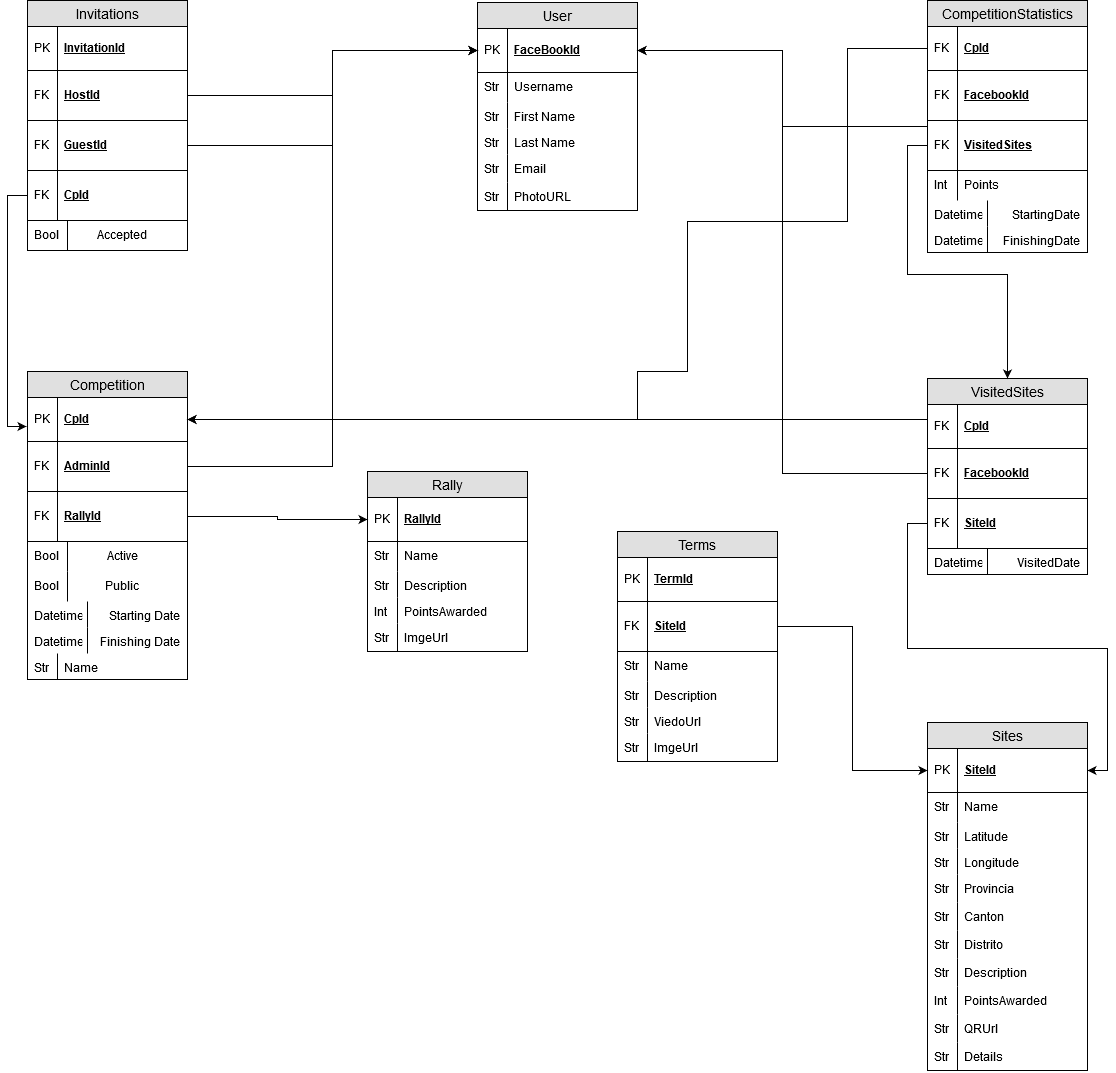 Invitations
PK InvitationId
FK HostId
FK GuestId
FK CpId
Bool Accepted
User
PK FaceBookId
Str Username
Str First Name
Str Last Name
Str Email
Str PhotoURL
CompetitionStatistics
FK CpId
FK FacebookId
FK VisitedSites
Int Points
Datetime StartingDate
Datetime FinishingDate
Competition
PK CpId
FK AdminId
FK RallyId
Bool Active
Bool Public
Datetime Starting Date
Datetime Finishing Date
Str Name
Rally
PK RallyId
Str Name
Str Description
Int PointsAwarded
Str ImgeUrl
Terms
PK TermId
FK SiteId
Str Name
Str Description
Str ViedoUrl
Str ImgeUrl
VisitedSites
FK CpId
FK FacebookId
FK SiteId
Datetime VisitedDate
Sites
PK SiteId
Str Name
Str Latitude
Str Longitude
Str Provincia
Str Canton
Str Distrito
Str Description
Int PointsAwarded
Str QRUrl
Str Details